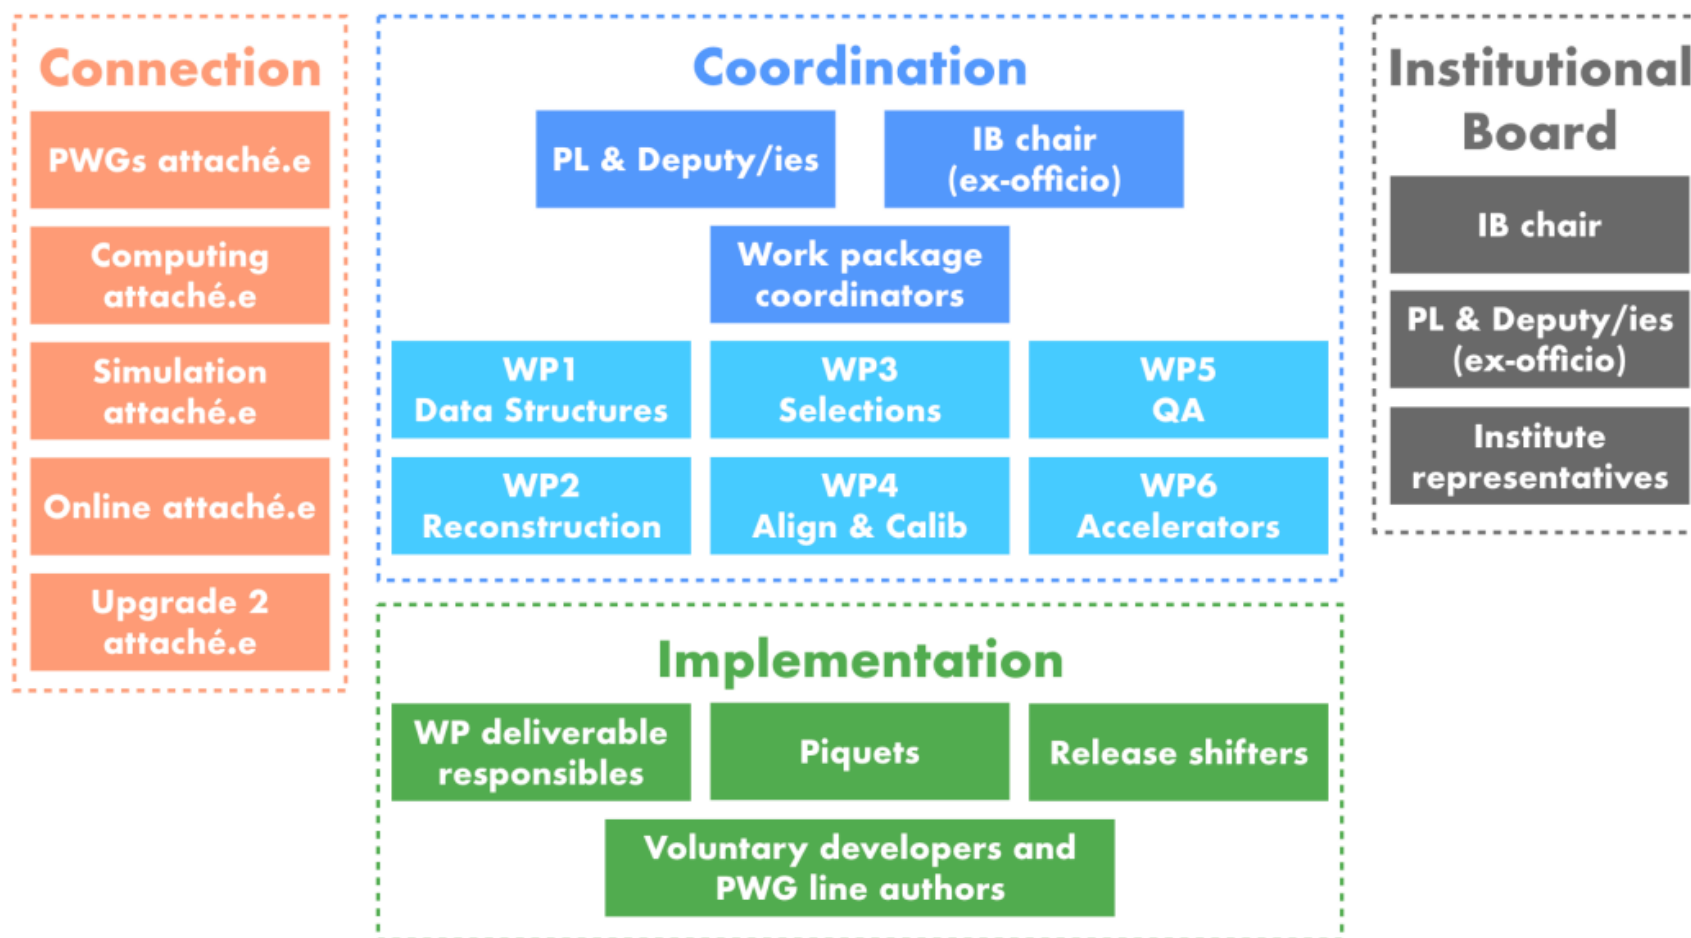 Connection
PWGs attaché.e
Computing
attaché.e
Simulation
attaché.e
Online attaché.e
Upgrade 2
attaché.e
Coordination
PL & Deputy/ies
IB chair
(ex-officio)
Work package
coordinators
WP1
Data Structures
WP3
Selections
WP5
QA
WP2
Reconstruction
WP4
Align & Calib
WP6
Accelerators
Implementation
WP deliverable
responsibles
Piquets
Release shifters
Voluntary developers and
PWG line authors
Institutional
Board
IB chair
PL & Deputy/ies
(ex-officio)
Institute
representatives